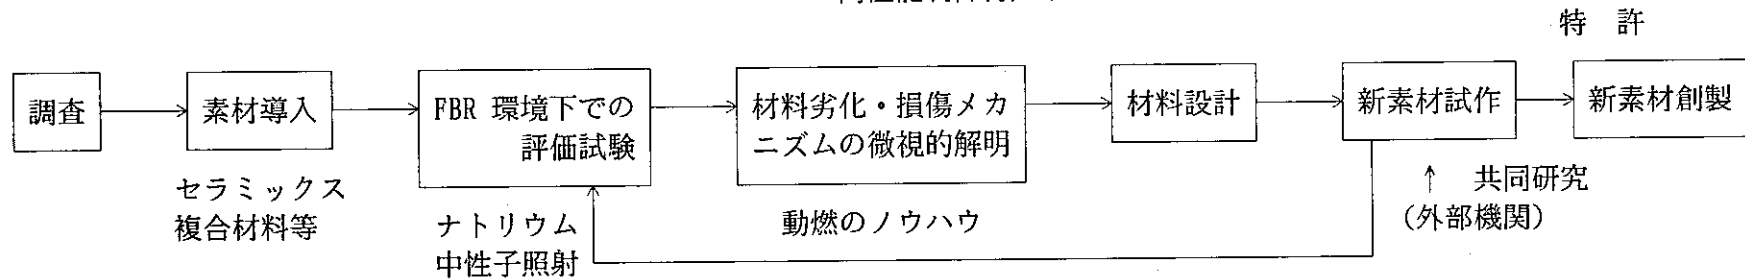 特 許
調査
素材導入
FBR 環境下での
評価試験
材料劣化・損傷メカ
ニズムの微視的解明
材料設計
新素材試作
新素材創製
セラミックス
複合材料等
ナトリウム
中性子照射
動燃のノウハウ
↑ 共同研究
（外部機関）